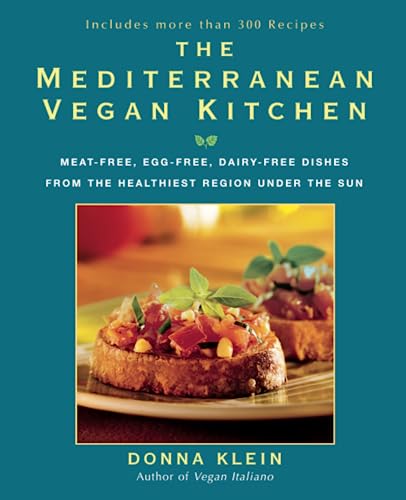 Includes more than 300 Recipes
THE
MEDITERRANEAN
VEGAN KITCHEN
MEAT-FREE, EGG-FREE, DAIRY-FREE DISHES
FROM THE HEALTHIEST REGION UNDER THE SUN
DONNA KLEIN
Author of Vegan Italiano